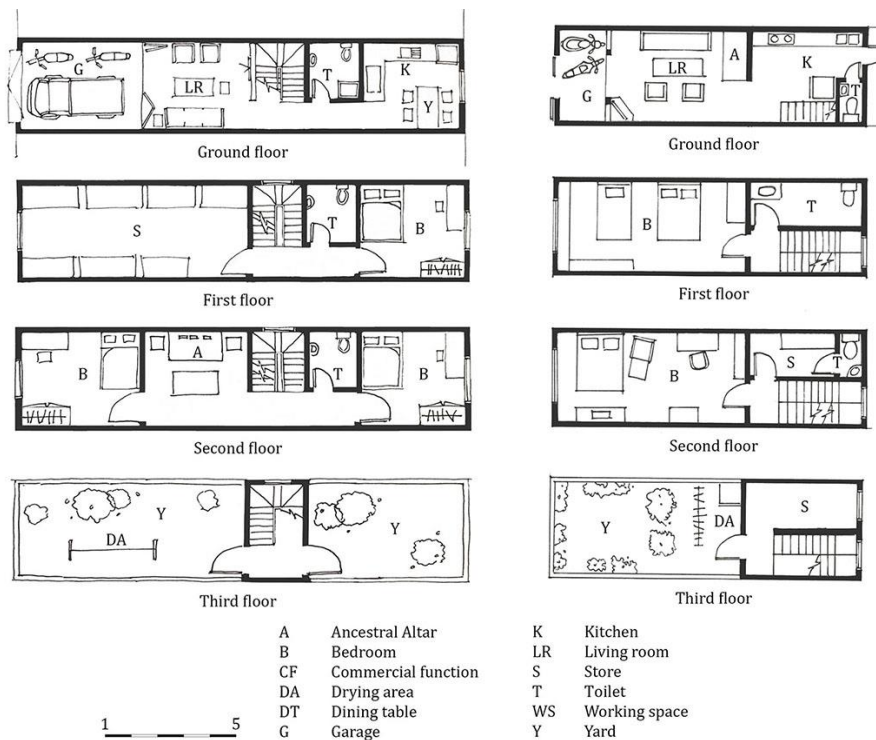 G LR T K Y
Ground floor
S T B
First floor
B A T B
Second floor
Y DA Y
Third floor
G LR A K T
Ground floor
B T
First floor
B S T
Second floor
Y DA S
Third floor
A Ancestral Altar
B Bedroom
CF Commercial function
DA Drying area
DT Dining table
G Garage
K Kitchen
LR Living room
S Store
T Toilet
WS Working space
Y Yard
1 5